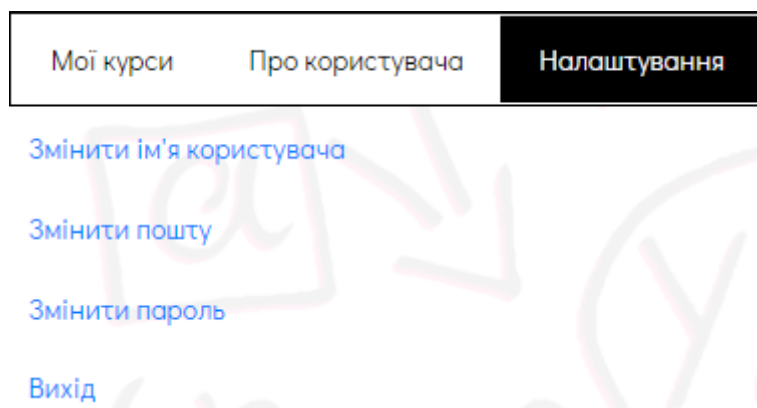 Мої курси Про користувача Налаштування
Змінити ім'я користувача
Змінити пошту
Змінити пароль
Вихід